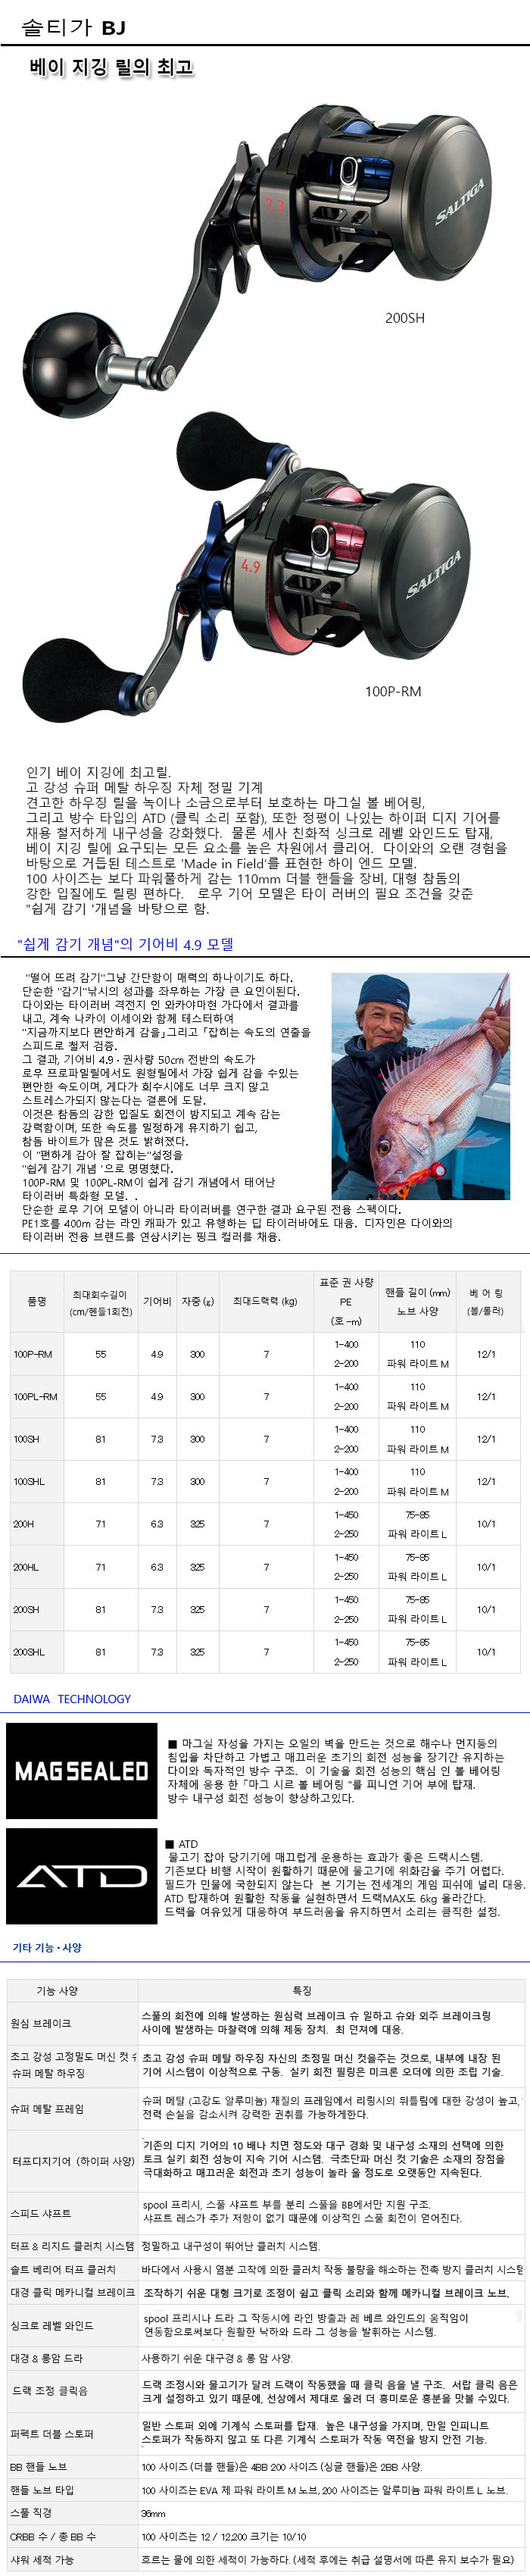 솔티가 BJ
베이 지깅 릴의 최고
7.3
SALTIGA
200SH
4.9
SALTIGA
100P-RM
인기 베이 지깅에 최고릴.
고 강성 슈퍼 메탈 하우징 자체 정밀 기계
견고한 하우징 릴을 녹이나 소금으로부터 보호하는 마그실 볼 베어링,
그리고 방수 타입의 ATD (클릭 소리 포함), 또한 정평이 나있는 하이퍼 디지 기어를
채용 철저하게 내구성을 강화했다.  물론 세사 친화적 싱크로 레벨 와인드도 탑재,
베이 지깅 릴에 요구되는 모든 요소를 높은 차원에서 클리어.  다이와의 오랜 경험을
바탕으로 거듭된 테스트로 'Made in Field'를 표현한 하이 엔드 모델.
100 사이즈는 보다 파워풀하게 감는 110mm 더블 핸들을 장비, 대형 참돔의
강한 입질에도 릴링 편하다.   로우 기어 모델은 타이 러버의 필요 조건을 갖춘
"쉽게 감기 '개념을 바탕으로 함.
"쉽게 감기 개념"의 기어비 4.9 모델
"떨어 뜨려 감기"그냥 간단함이 매력의 하나이기도 하다.
단순한 "감기"낚시의 성과를 좌우하는 가장 큰 요인이된다.
다이와는 타이러버 격전지 인 와카야마현 가다에서 결과를
내고, 계속 나카이 이세이와 함께 테스터하여
"지금까지보다 편안하게 감을」그리고 「잡히는 속도의 연출을
스피드로 철저 검증.
그 결과, 기어비 4.9 · 권사량 50cm 전반의 속도가
로우 프로파일릴에서도 원형릴에서 가장 쉽게 감을 수있는
편안한 속도이며, 게다가 회수시에도 너무 크지 않고
스트레스가되지 않는다는 결론에 도달.
이것은 참돔의 강한 입질도 회전이 방지되고 계속 감는
강력함이며, 또한 속도를 일정하게 유지하기 쉽고,
참돔 바이트가 많은 것도 밝혀졌다.
이 "편하게 감아 잘 잡히는"설정을
"쉽게 감기 개념 '으로 명명했다.
100P-RM 및 100PL-RM이 쉽게 감기 개념에서 태어난
타이러버 특화형 모델.  .
단순한 로우 기어 모델이 아니라 타이러버를 연구한 결과 요구된 전용 스펙이다.
PE1호를 400m 감는 라인 캐파가 있고 유행하는 딥 타이러바에도 대응.  디자인은 다이와의
타이러버 전용 브랜드를 연상시키는 핑크 컬러를 채용.
품명 최대회수길이 (cm/헨들1회전) 기어비 자중 (g) 최대드랙력 (kg) 표준 권 사량 PE (호 -m) 핸들 길이 (mm) 노브 사양 베 어 링 (볼/롤러)
100P-RM 55 4.9 300 7 1-400 2-200 110 파워 라이트 M 12/1
100PL-RM 55 4.9 300 7 1-400 2-200 110 파워 라이트 M 12/1
100SH 81 7.3 300 7 1-400 2-200 110 파워 라이트 M 12/1
100SHL 81 7.3 300 7 1-400 2-200 110 파워 라이트 M 12/1
200H 71 6.3 325 7 1-450 2-250 75-85 파워 라이트 L 10/1
200HL 71 6.3 325 7 1-450 2-250 75-85 파워 라이트 L 10/1
200SH 81 7.3 325 7 1-450 2-250 75-85 파워 라이트 L 10/1
200SHL 81 7.3 325 7 1-450 2-250 75-85 파워 라이트 L 10/1
DAIWA  TECHNOLOGY
MAGSEALED
■ 마그실 자성을 가지는 오일의 벽을 만드는 것으로 해수나 먼지등의
침입을 차단하고 가볍고 매끄러운 초기의 회전 성능을 장기간 유지하는
다이와 독자적인 방수 구조.  이 기술을 회전 성능의 핵심 인 볼 베어링
자체에 응용 한 「마그 시르 볼 베어링 "를 피니언 기어 부에 탑재.
방수 내구성 회전 성능이 향상하고있다.
ATD
■ ATD
물고기 잡아 당기기에 매끄럽게 운용하는 효과가 좋은 드랙시스템.
기존보다 비행 시작이 원활하기 때문에 물고기에 위화감을 주기 어렵다.
필드가 민물에 국한되지 않는다  본 기기는 전세계의 게임 피쉬에 널리 대응.
ATD 탑재하여 원활한 작동을 실현하면서 드랙MAX도 6kg 올라간다.
드랙을 여유있게 대응하여 부드러움을 유지하면서 소리는 큼직한 설정.
기타 기능 · 사양
기능 사양 특징
원심 브레이크 스풀의 회전에 의해 발생하는 원심력 브레이크 슈 일하고 슈와 외주 브레이크링
사이에 발생하는 마찰력에 의해 제동 장치.  최 던져에 대응.
초고 강성 고정밀도 머신 컷 슈퍼 메탈 하우징 초고 강성 슈퍼 메탈 하우징 자신의 초정밀 머신 컷을주는 것으로, 내부에 내장 된
기어 시스템이 이상적으로 구동.  실키 회전 필링은 미크론 오더에 의한 조립 기술.
슈퍼 메탈 프레임 슈퍼 메탈 (고강도 알루미늄) 재질의 프레임에서 리링시의 뒤틀림에 대한 강성이 높고,
전력 손실을 감소시켜 강력한 권취를 가능하게한다.
터프디지기어  (하이퍼 사양) 기존의 디지 기어의 10 배나 치면 정도와 대구 경화 및 내구성 소재의 선택에 의한
토크 실키 회전 성능이 지속 기어 시스템.  극초단파 머신 컷 기술은 소재의 장점을
극대화하고 매끄러운 회전과 초기 성능이 놀라 울 정도로 오랫동안 지속된다.
스피드 샤프트 spool 프리시, 스풀 샤프트 부를 분리 스풀을 BB에서만 지원 구조.
샤프트 레스가 추가 저항이 없기 때문에 이상적인 스풀 회전이 얻어진다.
터프 & 리지드 클러치 시스템 정밀하고 내구성이 뛰어난 클러치 시스템.
솔트 베리어 터프 클러치 바다에서 사용시 염분 고착에 의한 클러치 작동 불량을 해소하는 전촉 방지 클러치 시스템
대경 클릭 메카니컬 브레이크 조작하기 쉬운 대형 크기로 조정이 쉽고 클릭 소리와 함께 메카니컬 브레이크 노브.
싱크로 레벨 와인드 spool 프리시나 드라 그 작동시에 라인 방출과 레 베르 와인드의 움직임이
연동함으로써보다 원활한 낙하와 드라 그 성능을 발휘하는 시스템.
대경 & 롱암 드라 사용하기 쉬운 대구경 & 롱 암 사양.
드랙 조정 클릭음 드랙 조정시와 물고기가 달려 드랙이 작동했을 때 클릭 음을 낼 구조.  서랍 클릭 음은
크게 설정하고 있기 때문에, 선상에서 제대로 울려 더 흥미로운 흥분을 맛볼 수있다.
퍼펙트 더블 스토퍼 일반 스토퍼 외에 기계식 스토퍼를 탑재.  높은 내구성을 가지며, 만일 인피니트
스토퍼가 작동하지 않고 또 다른 기계식 스토퍼가 작동 역전을 방지 안전 기능.
BB 핸들 노브 100 사이즈 (더블 핸들)은 4BB 200 사이즈 (싱글 핸들)은 2BB 사양.
핸들 노브 타입 100 사이즈는 EVA 제 파워 라이트 M 노브, 200 사이즈는 알루미늄 파워 라이트 L 노브.
스풀 직경 36mm
CRBB 수 / 총 BB 수 100 사이즈는 12 / 12,200 크기는 10/10
샤워 세척 가능 흐르는 물에 의한 세척이 가능하다. (세척 후에는 취급 설명서에 따른 유지 보수가 필요)